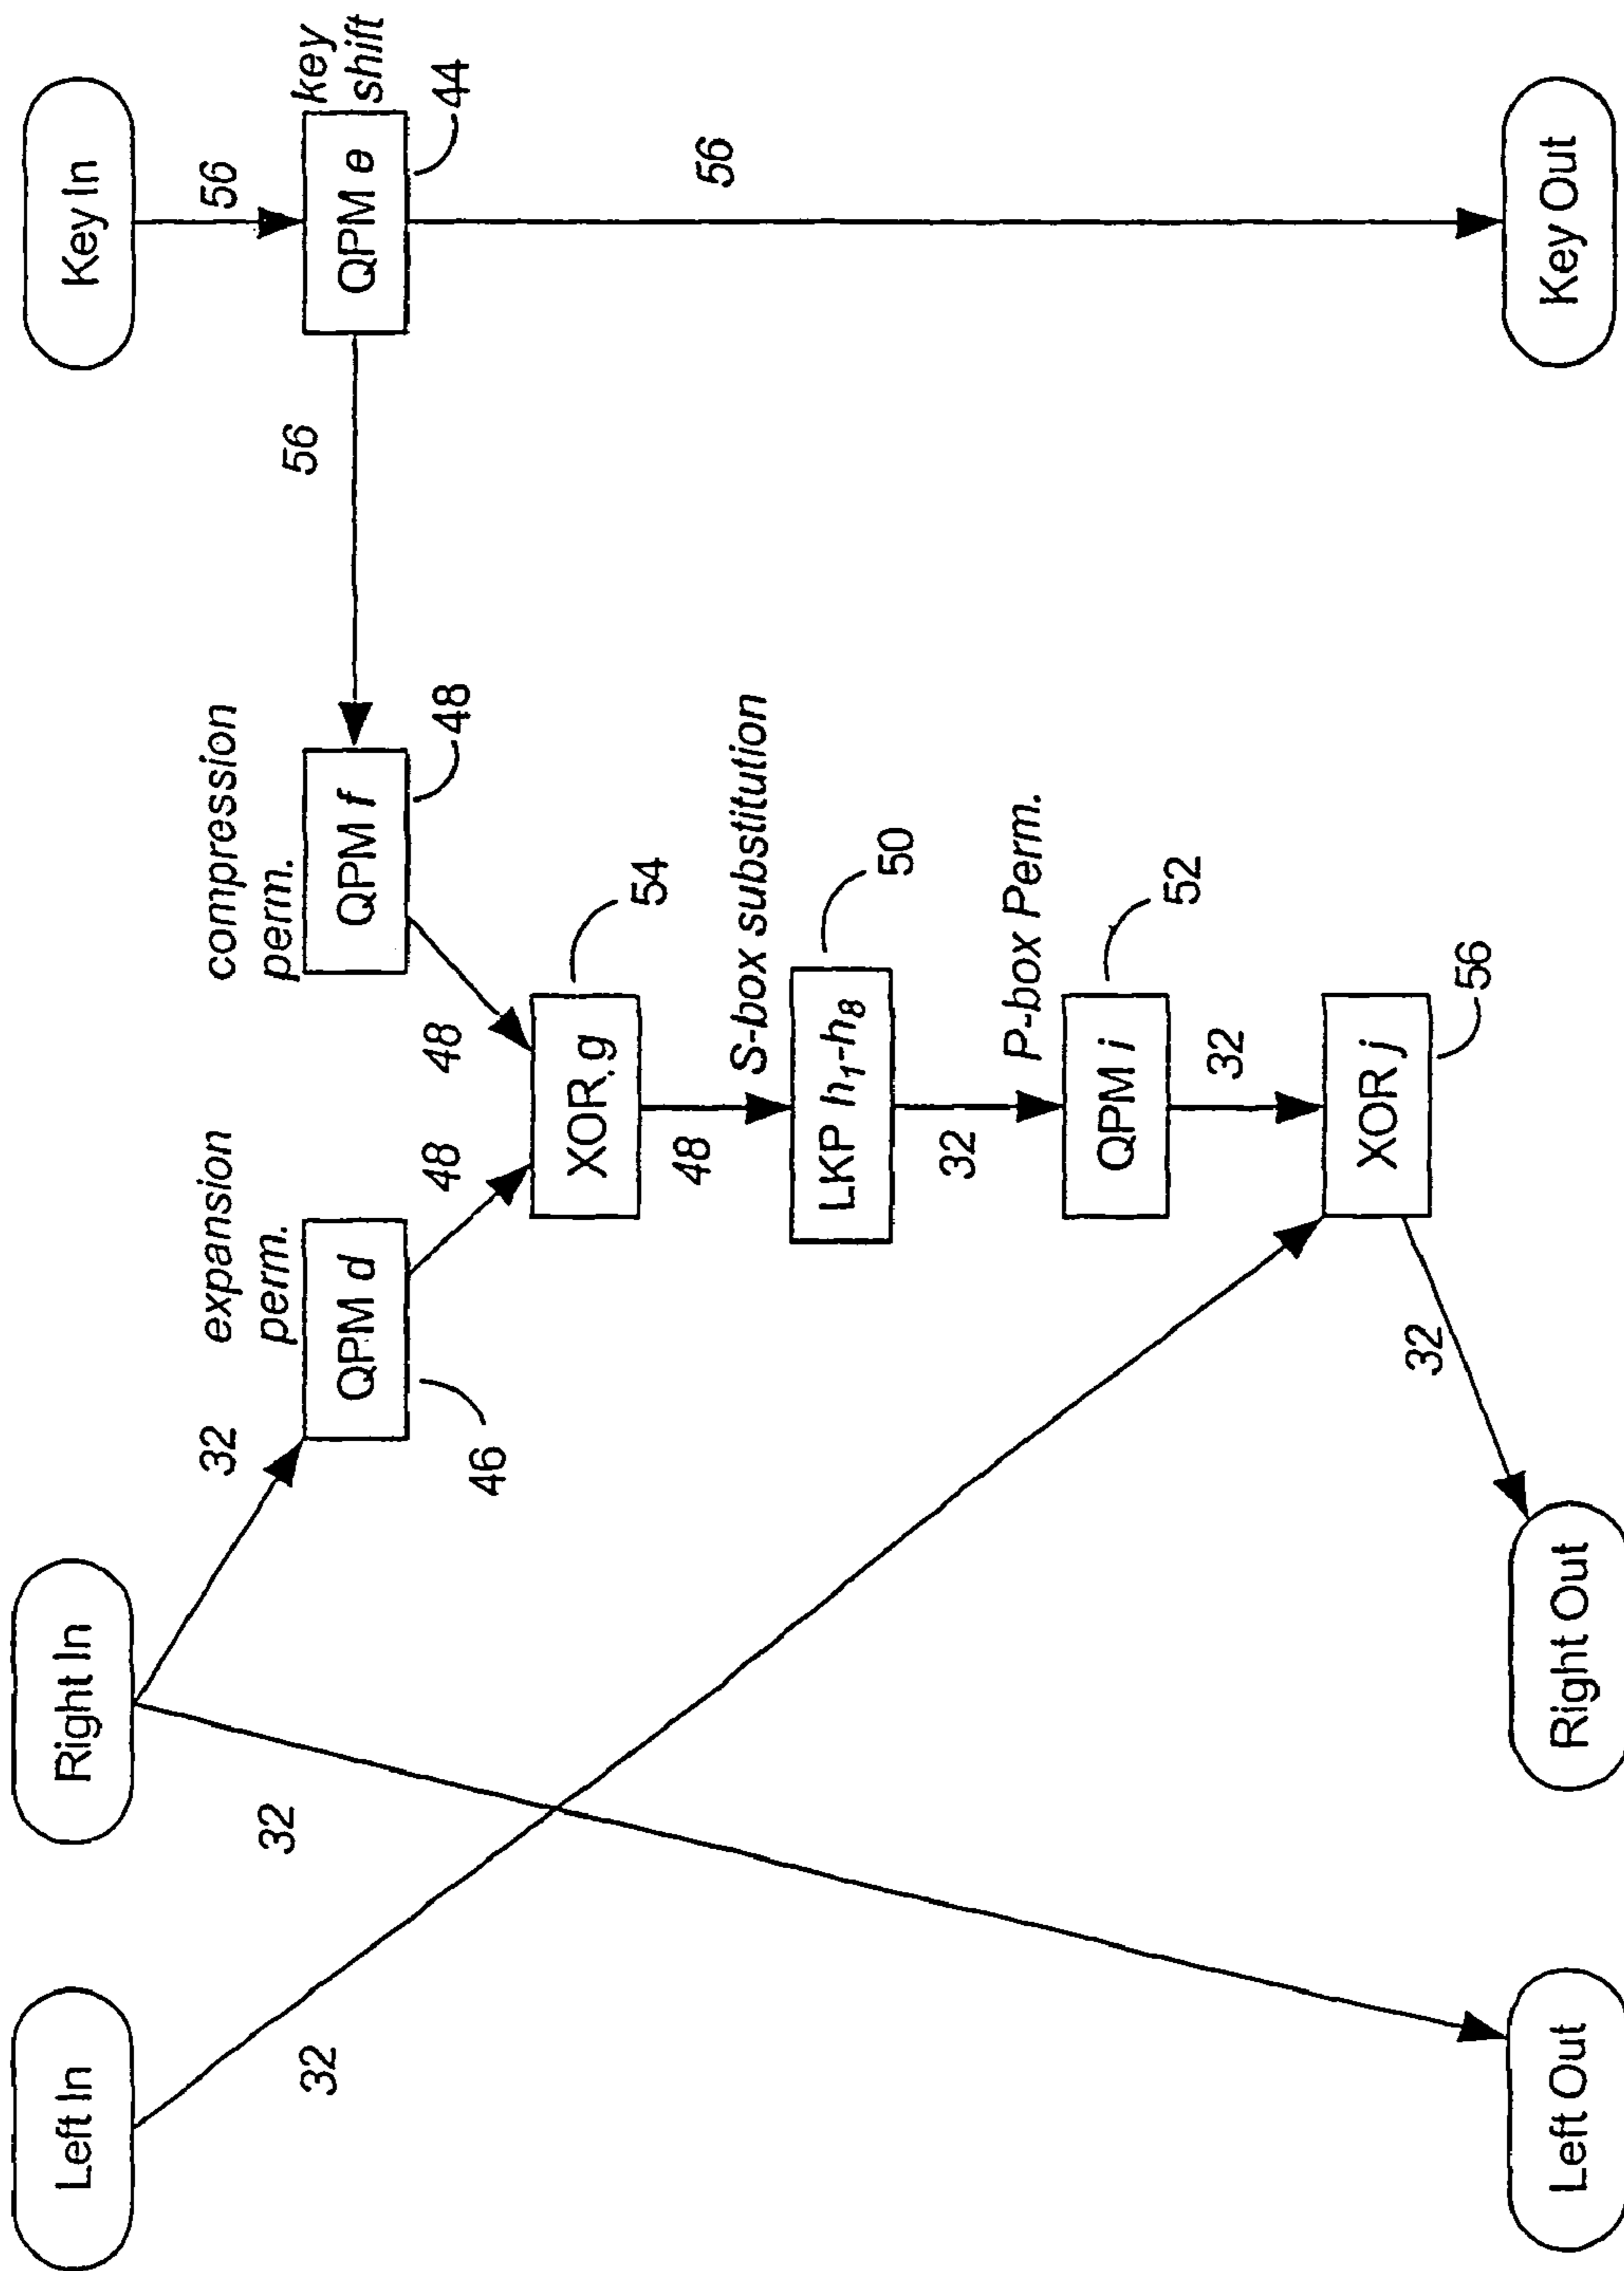 Left In
Right In
Key In
32
32
32
56
expansion
perm.
compression
perm.
key
shift
QPM d
QPM f
QPM e
46
48
44
56
48
48
XOR g
54
56
48
S-box substitution
LKP h1-h8
50
32
P-box Perm.
QPM i
52
32
XOR j
56
32
Left Out
Right Out
Key Out